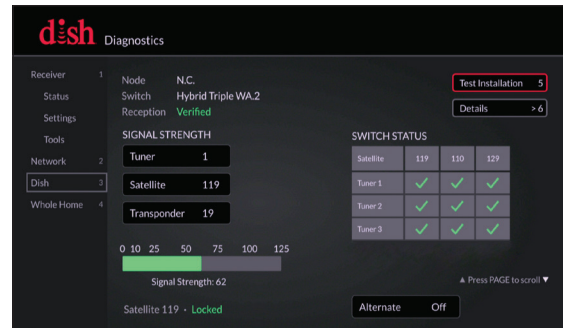 dish Diagnostics
Receiver 1
Status
Settings
Tools
Network 2
Dish 3
Whole Home 4
Node N.C.
Switch Hybrid Triple WA.2
Reception Verified
Test Installation 5
Details >6
SIGNAL STRENGTH
Tuner 1
Satellite 119
Transponder 19
0 10 25 50 75 100 125
Signal Strength: 62
Satellite 119 • Locked
SWITCH STATUS
Satellite 119 110 129
Tuner 1 ✓ ✓ ✓
Tuner 2 ✓ ✓ ✓
Tuner 3 ✓ ✓ ✓
▲ Press PAGE to scroll ▼
Alternate Off